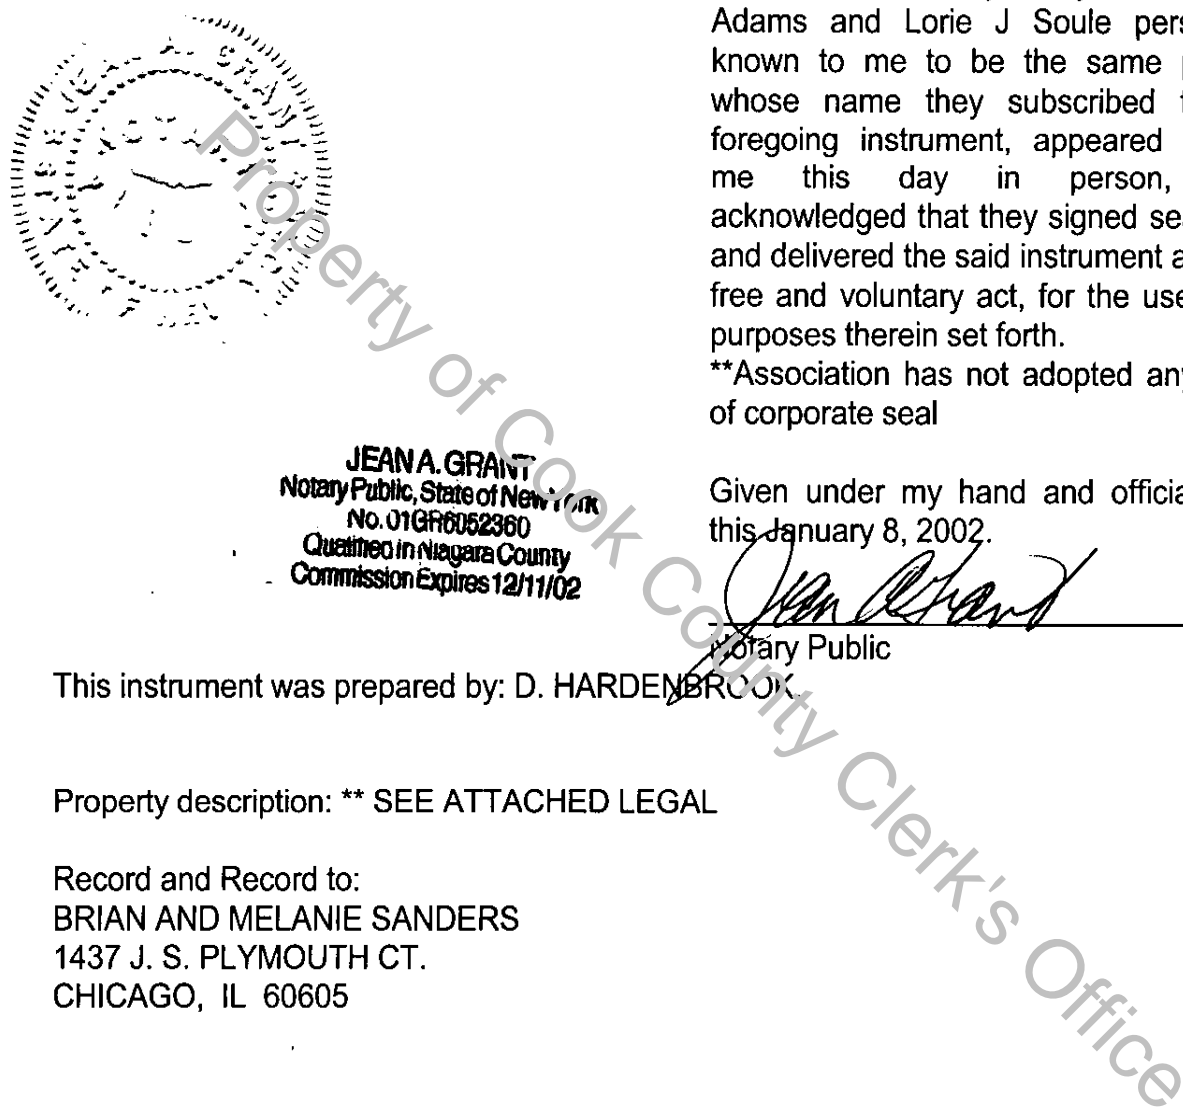 Adams and Lorie J Soule pers
known to me to be the same
whose name they subscribed
foregoing instrument, appeared
me this day in person,
acknowledged that they signed se
and delivered the said instrument a
free and voluntary act, for the use
purposes therein set forth.
**Association has not adopted an
of corporate seal
JEAN A. GRANT
Notary Public, State of New York
No. 01GR6052360
Qualified in Niagara County
Commission Expires 12/11/02
Given under my hand and officia
this January 8, 2002.
Jean A Grant
Notary Public
This instrument was prepared by: D. HARDENBROOK.
Property description: ** SEE ATTACHED LEGAL
Record and Record to:
BRIAN AND MELANIE SANDERS
1437 J. S. PLYMOUTH CT.
CHICAGO, IL 60605
Property of Cook County Clerk's Office